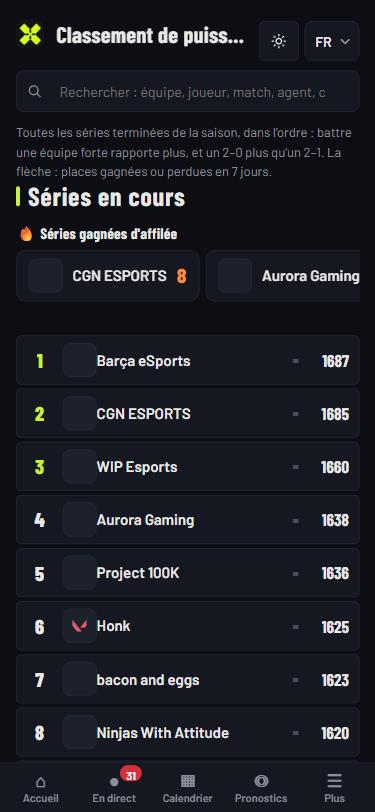 Classement de puiss...
FR
Rechercher : équipe, joueur, match, agent, c
Toutes les séries terminées de la saison, dans l'ordre : battre
une équipe forte rapporte plus, et un 2–0 plus qu'un 2–1. La
flèche : places gagnées ou perdues en 7 jours.
Séries en cours
🔥 Séries gagnées d'affilée
CGN ESPORTS 8 Aurora Gaming
1 Barça eSports = 1687
2 CGN ESPORTS = 1685
3 WIP Esports = 1660
4 Aurora Gaming = 1638
5 Project 100K = 1636
6 Honk = 1625
7 bacon and eggs = 1623
8 Ninjas With Attitude = 1620
31
Accueil En direct Calendrier Pronostics Plus